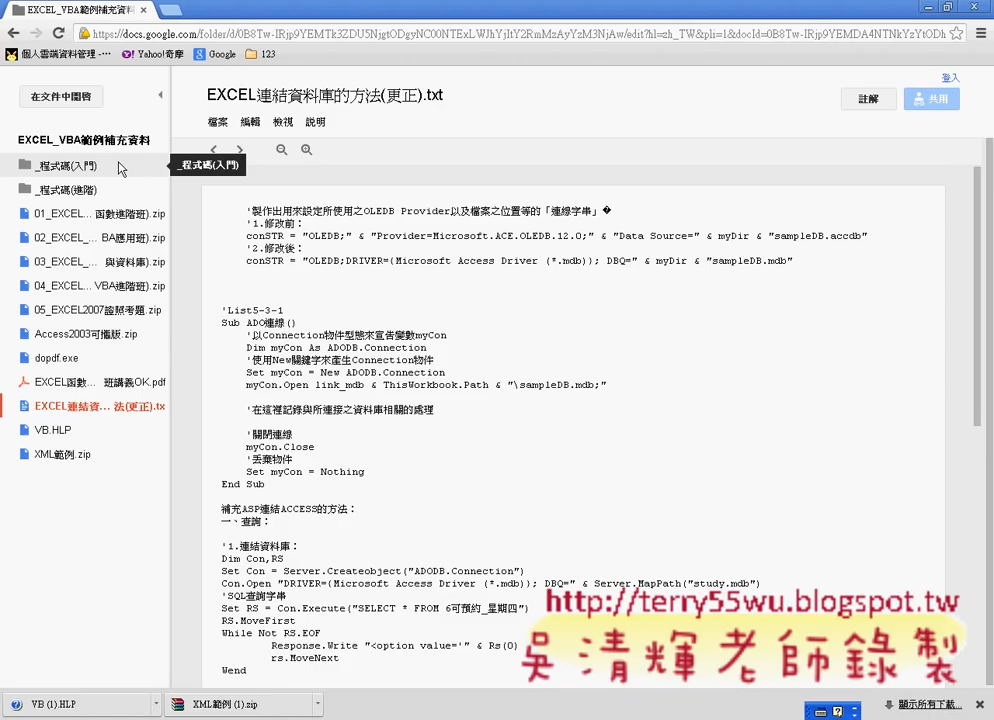 EXCEL_VBA範例補充資料
https://docs.google.com/folder/d/0B8Tw-IRjp9YEMTk3ZDU5NjgtODgyNC00NTExLWJhYjItY2RmMzAyYzM3NjAw/edit?hl=zh_TW&pli=1&docId=0B8Tw-IRjp9YEMDA4NTNkYzYtODh
個人雲端資料管理 -···
Yahoo!奇摩
Google
123
登入
在文件中開啟
EXCEL連結資料庫的方法(更正).txt
註解
共用
檔案 編輯 檢視 說明
EXCEL_VBA範例補充資料
_程式碼(入門)
_程式碼(入門)
_程式碼(進階)
01_EXCEL... 函數進階班).zip
02_EXCEL_... BA應用班).zip
03_EXCEL_... 與資料庫).zip
04_EXCEL... VBA進階班).zip
05_EXCEL2007證照考題.zip
Access2003可攜版.zip
dopdf.exe
EXCEL函數... 班講義OK.pdf
EXCEL連結資... 法(更正).tx
VB.HLP
XML範例.zip
'製作出用來設定所使用之OLEDB Provider以及檔案之位置等的「連線字串」�
'1.修改前：
conSTR = "OLEDB;" & "Provider=Microsoft.ACE.OLEDB.12.0;" & "Data Source=" & myDir & "sampleDB.accdb"
'2.修改後：
conSTR = "OLEDB;DRIVER={Microsoft Access Driver (*.mdb)}; DBQ=" & myDir & "sampleDB.mdb"
'List5-3-1
Sub ADO連線()
'以Connection物件型態來宣告變數myCon
Dim myCon As ADODB.Connection
'使用New關鍵字來產生Connection物件
Set myCon = New ADODB.Connection
myCon.Open link_mdb & ThisWorkbook.Path & "\sampleDB.mdb;"
'在這裡記錄與所連接之資料庫相關的處理
'關閉連線
myCon.Close
'丟棄物件
Set myCon = Nothing
End Sub
補充ASP連結ACCESS的方法：
一、查詢：
'1.連結資料庫：
Dim Con,RS
Set Con = Server.Createobject("ADODB.Connection")
Con.Open "DRIVER={Microsoft Access Driver (*.mdb)}; DBQ=" & Server.MapPath("study.mdb")
'SQL查詢字串
Set RS = Con.Execute("SELECT * FROM 6可預約_星期四")
RS.MoveFirst
While Not RS.EOF
Response.Write "<option value='" & Rs(0)
rs.MoveNext
Wend
http://terry55wu.blogspot.tw
吳清輝老師錄製
VB (1).HLP
XML範例 (1).zip
顯示所有下載...